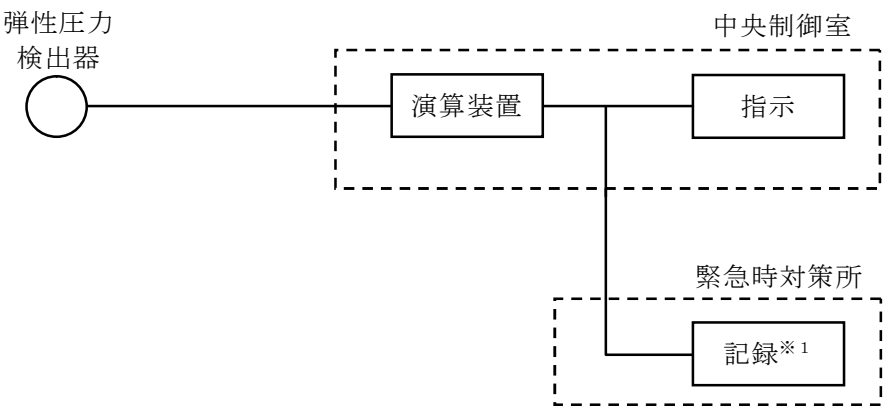 弾性圧力
検出器
中央制御室
演算装置
指示
緊急時対策所
記録※1